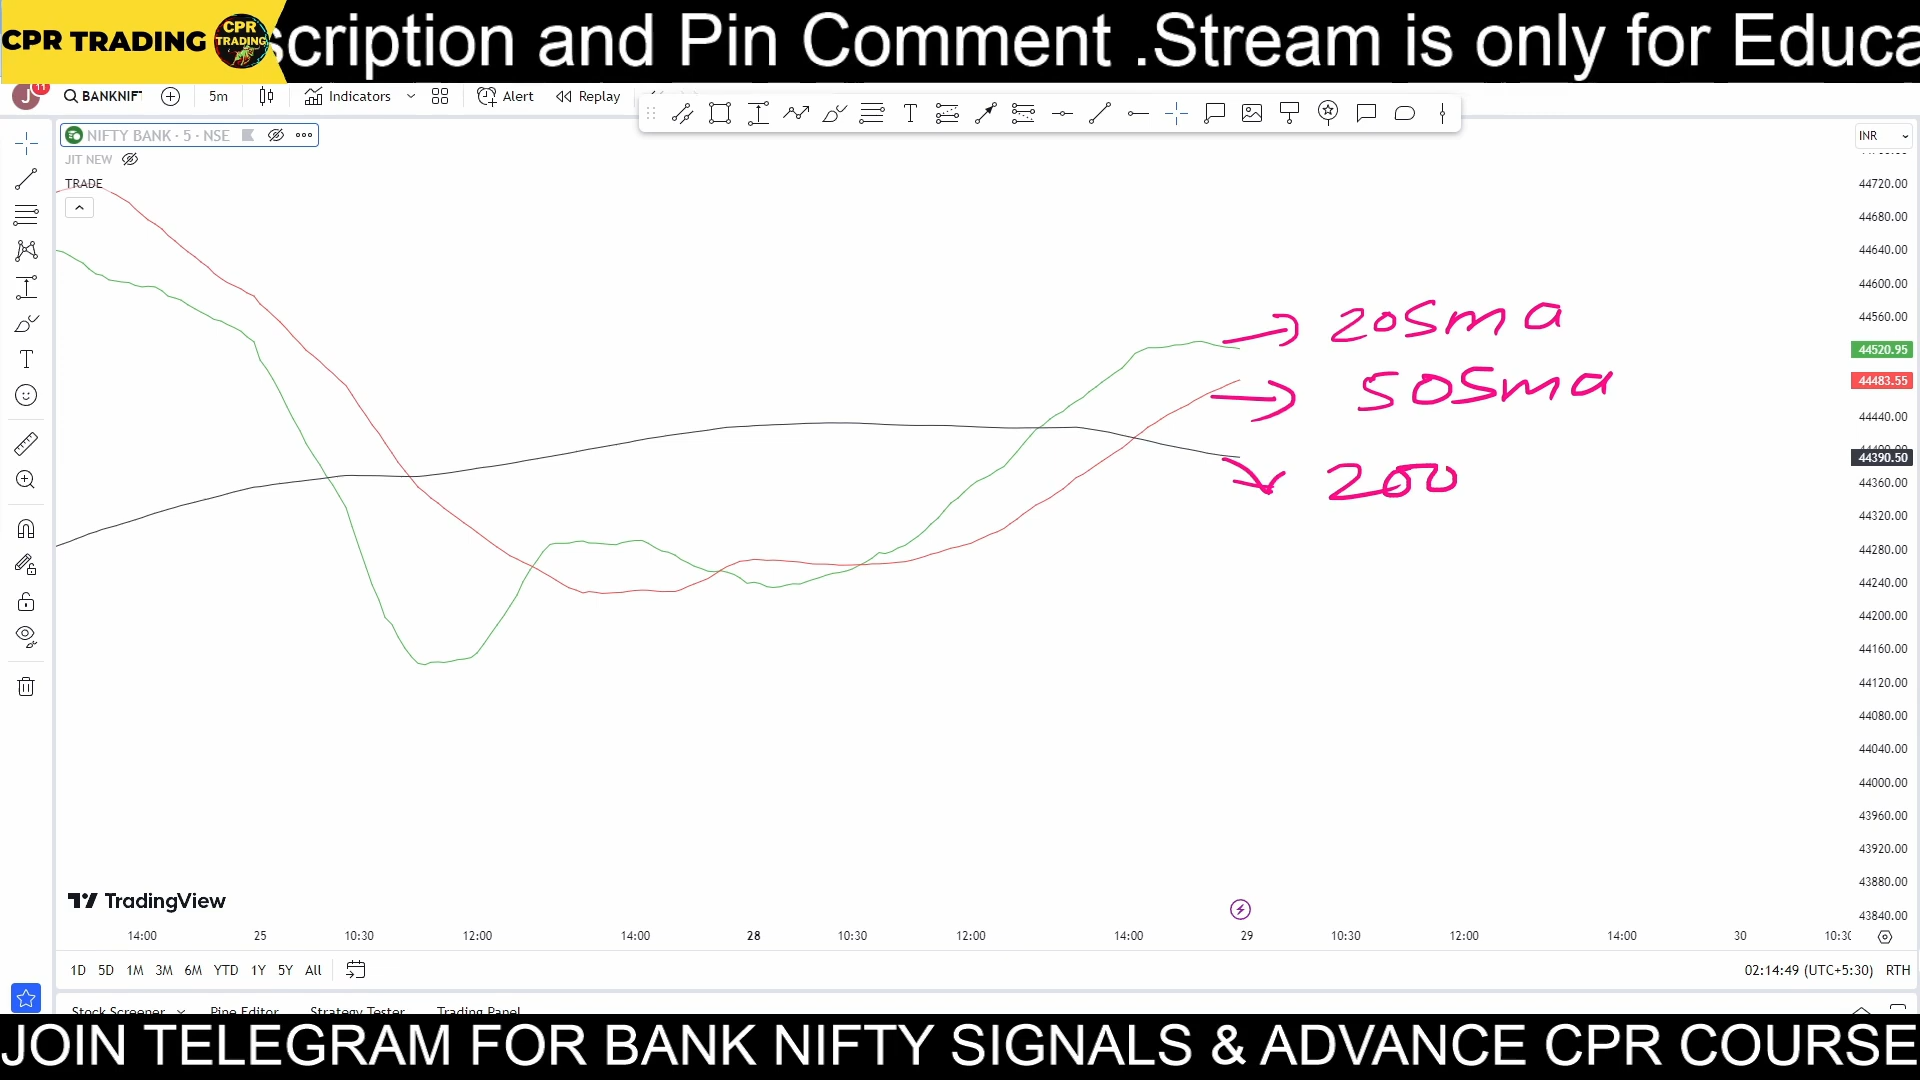 CPR TRADING
CPR
TRADING
scription and Pin Comment .Stream is only for Educa
J
11
BANKNIF
5m
Indicators
Alert
Replay
NIFTY BANK · 5 · NSE
JIT NEW
TRADE
INR
44720.00
44680.00
44640.00
44600.00
44560.00
44520.95
44483.55
44440.00
44390.50
44360.00
44320.00
44280.00
44240.00
44200.00
44160.00
44120.00
44080.00
44040.00
44000.00
43960.00
43920.00
43880.00
43840.00
20Sma
50Sma
200
TradingView
14:00 25 10:30 12:00 14:00 28 10:30 12:00 14:00 29 10:30 12:00 14:00 30 10:30
1D 5D 1M 3M 6M YTD 1Y 5Y All
02:14:49 (UTC+5:30) RTH
Stock Screener Pine Editor Strategy Tester Trading Panel
JOIN TELEGRAM FOR BANK NIFTY SIGNALS & ADVANCE CPR COURSE